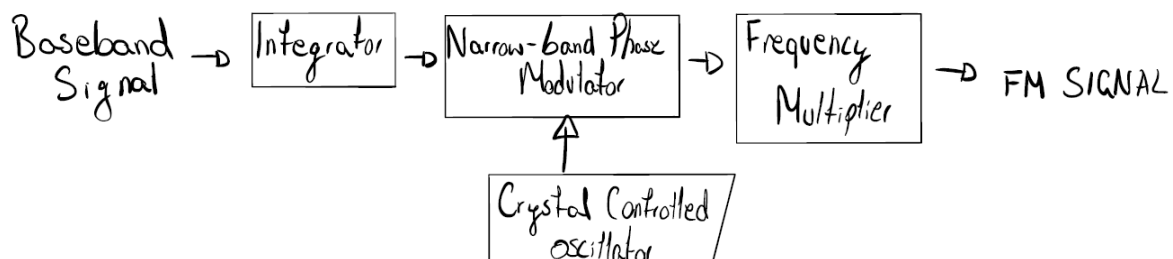 Baseband
Signal
Integrator
Narrow-band Phase
Modulator
Frequency
Multiplier
FM SIGNAL
Crystal Controlled
oscillator